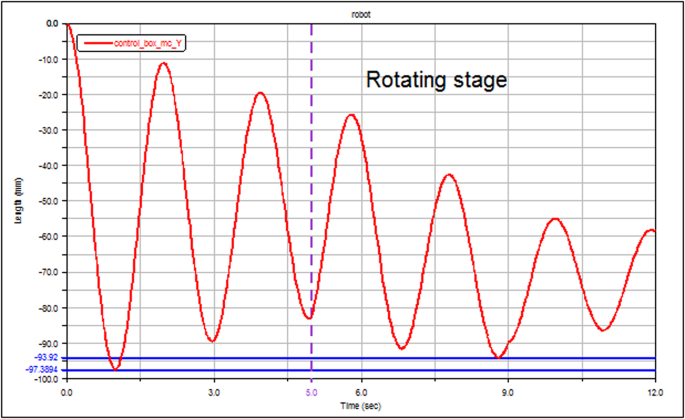 robot
0.0
control_box_mc_Y
Rotating stage
-10.0
-20.0
-30.0
-40.0
-50.0
-60.0
-70.0
-80.0
-90.0
-93.92
-97.3894
-100.0
Length (mm)
0.0 3.0 5.0 6.0 9.0 12.0
Time (sec)